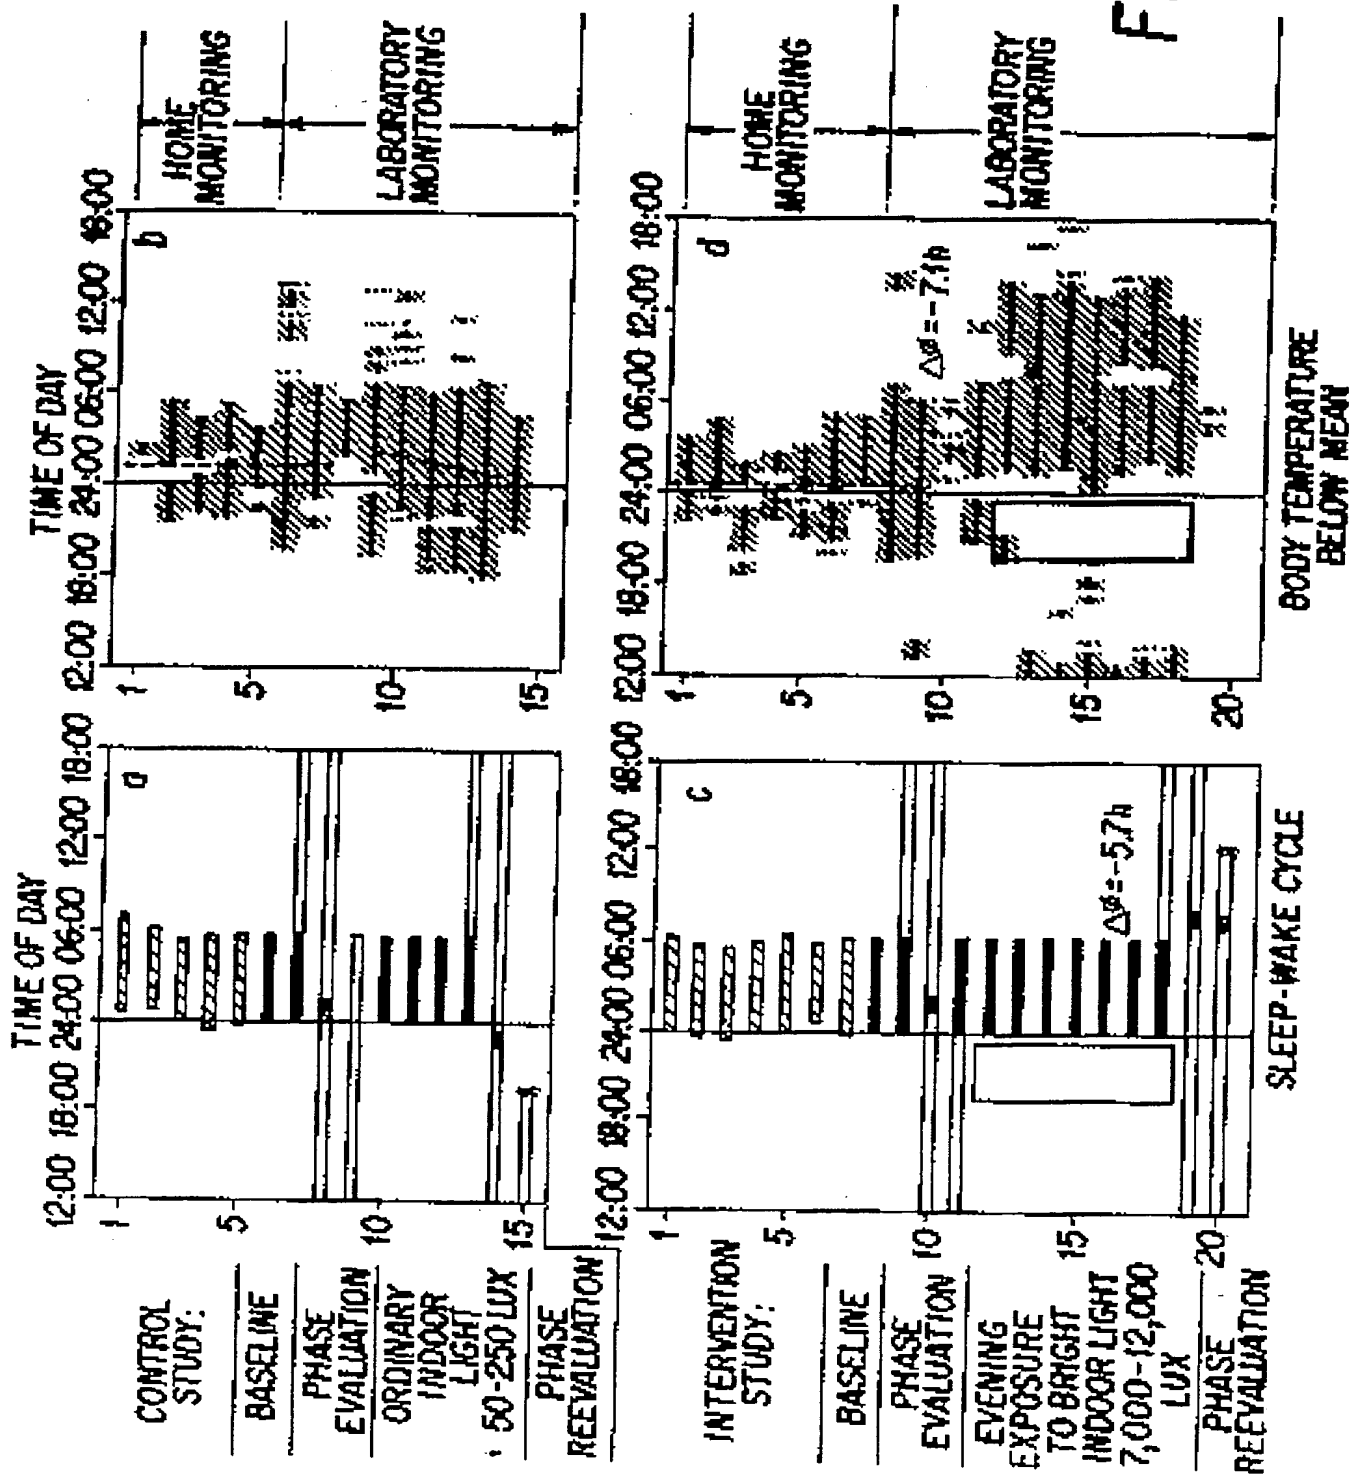 CONTROL
STUDY:
BASELINE
PHASE
EVALUATION
ORDINARY
INDOOR
LIGHT
50-250 LUX
PHASE
REEVALUATION
TIME OF DAY
12:00 18:00 24:00 06:00 12:00 18:00
a
1
5
10
15
TIME OF DAY
12:00 18:00 24:00 06:00 12:00 18:00
b
1
5
10
15
HOME
MONITORING
LABORATORY
MONITORING
INTERVENTION
STUDY:
BASELINE
PHASE
EVALUATION
EVENING
EXPOSURE
TO BRIGHT
INDOOR LIGHT
7,000-12,000
LUX
PHASE
REEVALUATION
12:00 18:00 24:00 06:00 12:00 18:00
c
1
5
10
15
20
Δø=-5.7h
SLEEP-WAKE CYCLE
12:00 18:00 24:00 06:00 12:00 18:00
d
1
5
10
15
20
Δø=-7.1h
BODY TEMPERATURE
BELOW MEAN
HOME
MONITORING
LABORATORY
MONITORING
F